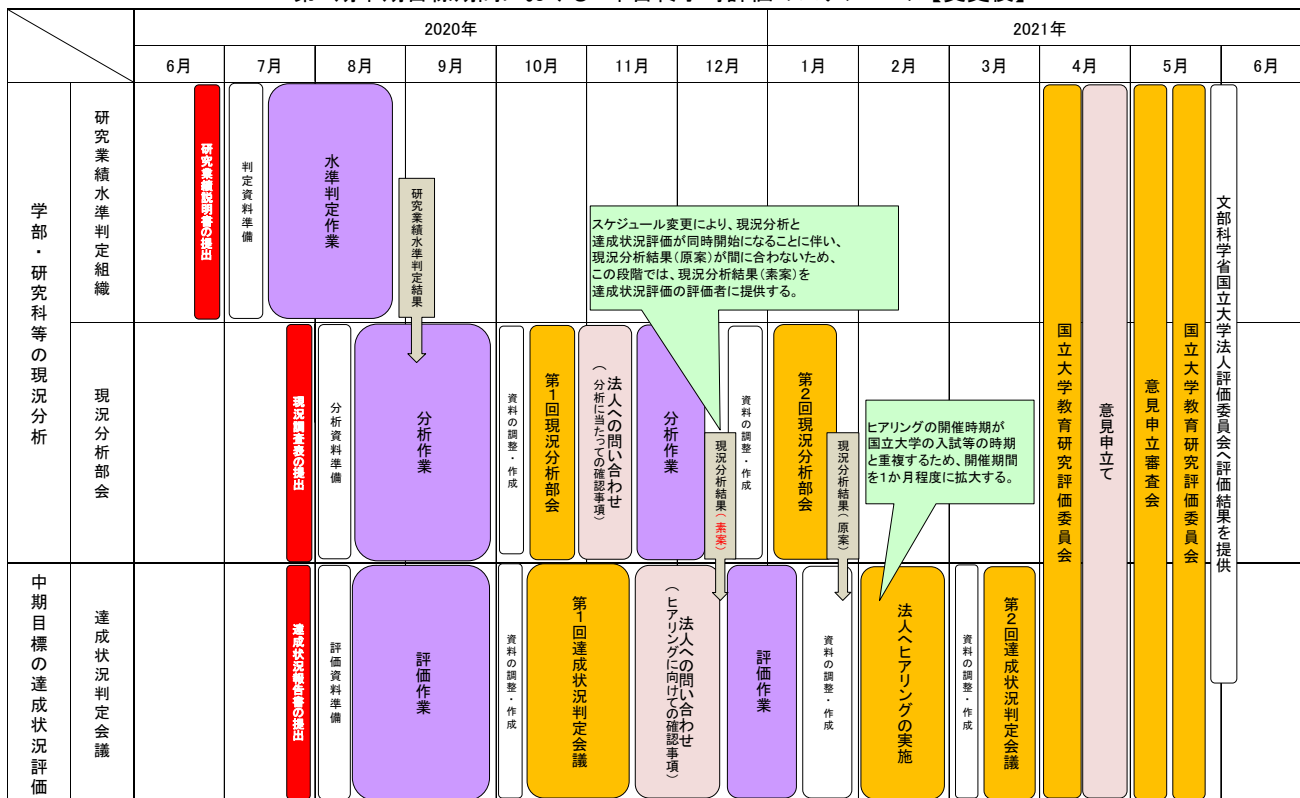 【変更後】
2020年
2021年
6月
7月
8月
9月
10月
11月
12月
1月
2月
3月
4月
5月
6月
学部・研究科等の現況分析
研究業績水準判定組織
研究業績説明書の提出
判定資料準備
水準判定作業
研究業績水準判定結果
スケジュール変更により、現況分析と
達成状況評価が同時開始になることに伴い、
現況分析結果(原案)が間に合わないため、
この段階では、現況分析結果(素案)を
達成状況評価の評価者に提供する。
現況分析部会
現況調査表の提出
分析資料準備
分析作業
資料の調整・作成
第1回現況分析部会
法人への問い合わせ
(分析に当たっての確認事項)
分析作業
現況分析結果(素案)
資料の調整・作成
第2回現況分析部会
現況分析結果(原案)
ヒアリングの開催時期が
国立大学の入試等の時期
と重複するため、開催期間
を1か月程度に拡大する。
国立大学教育研究評価委員会
意見申立て
意見申立審査会
国立大学教育研究評価委員会
文部科学省国立大学法人評価委員会へ評価結果を提供
中期目標の達成状況評価
達成状況判定会議
達成状況報告書の提出
評価資料準備
評価作業
資料の調整・作成
第1回達成状況判定会議
法人への問い合わせ
(ヒアリングに向けての確認事項)
評価作業
資料の調整・作成
法人へヒアリングの実施
資料の調整・作成
第2回達成状況判定会議